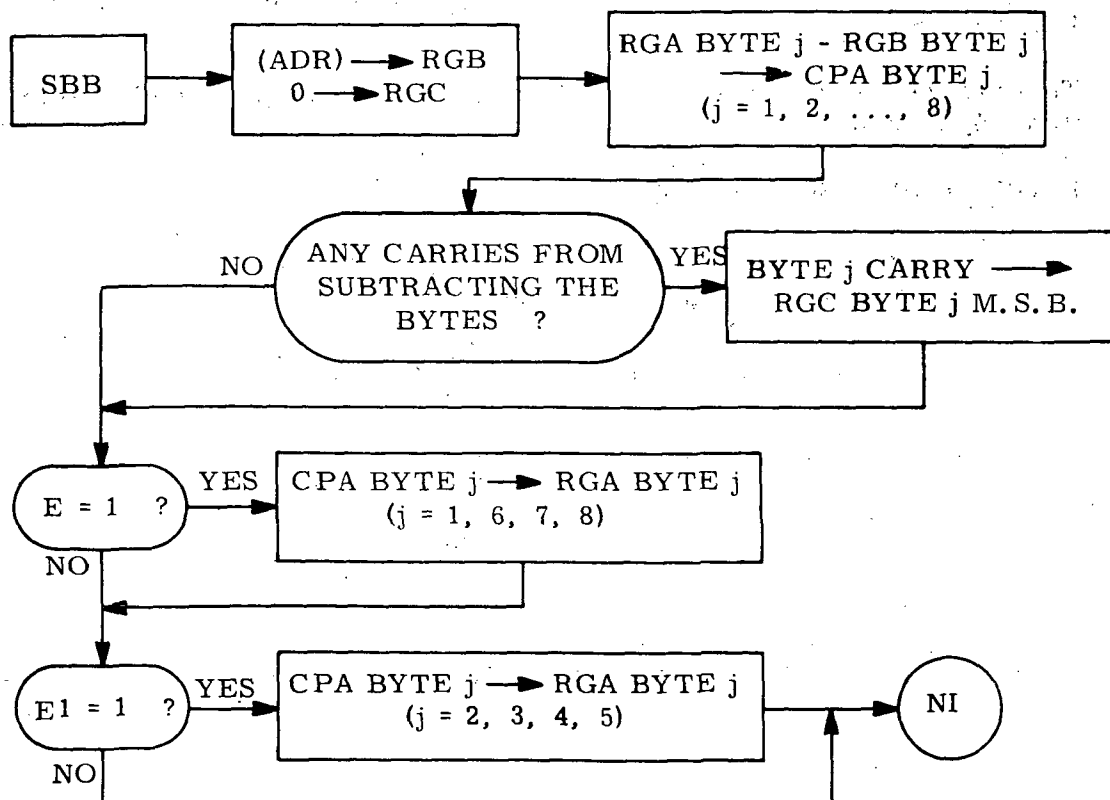 SBB
(ADR) → RGB
0 → RGC
RGA BYTE j - RGB BYTE j
→ CPA BYTE j
(j = 1, 2, ..., 8)
ANY CARRIES FROM
SUBTRACTING THE
BYTES ?
NO
YES
BYTE j CARRY →
RGC BYTE j M.S.B.
E = 1 ?
YES
CPA BYTE j → RGA BYTE j
(j = 1, 6, 7, 8)
NO
E1 = 1 ?
YES
CPA BYTE j → RGA BYTE j
(j = 2, 3, 4, 5)
NI
NO